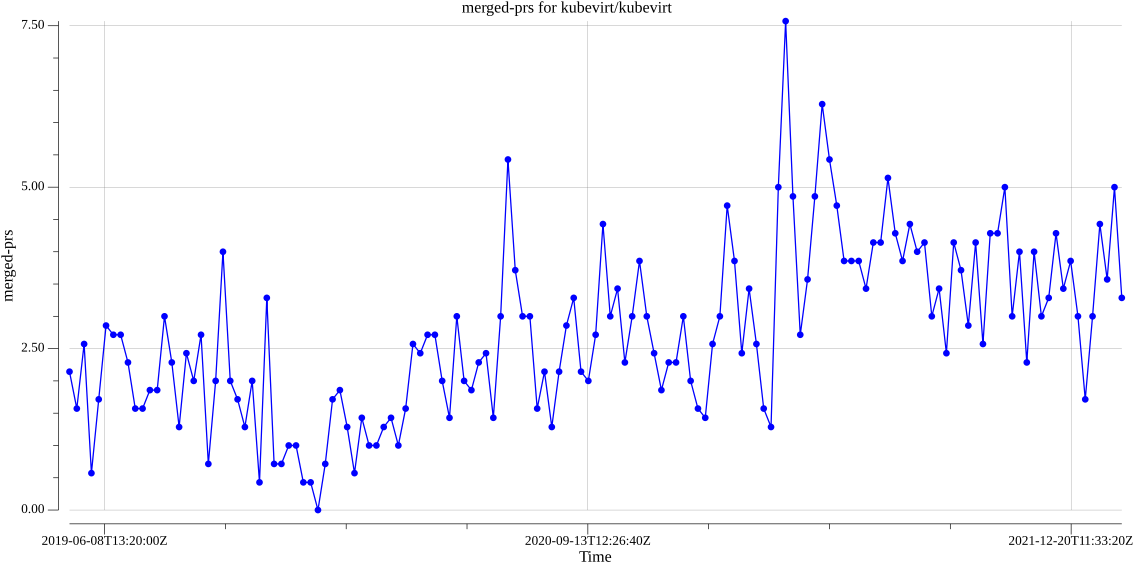 merged-prs for kubevirt/kubevirt
7.50
5.00
2.50
0.00
merged-prs
2019-06-08T13:20:00Z
2020-09-13T12:26:40Z
2021-12-20T11:33:20Z
Time